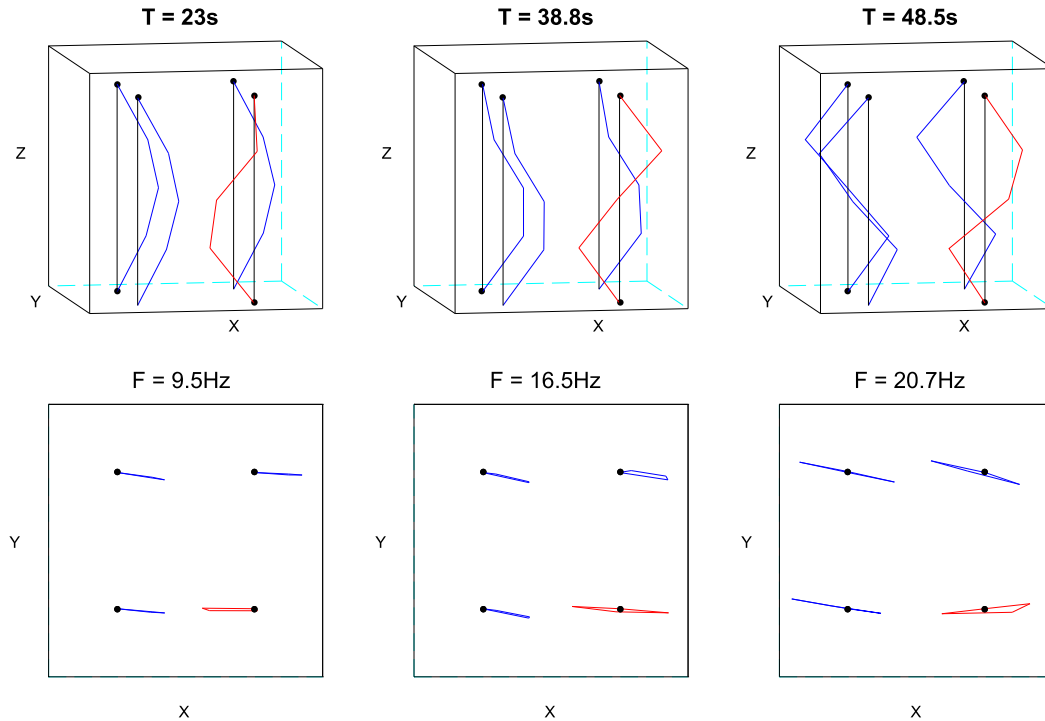 T = 23s
T = 38.8s
T = 48.5s
Z
Z
Z
Y
Y
Y
X
X
X
F = 9.5Hz
F = 16.5Hz
F = 20.7Hz
Y
Y
Y
X
X
X